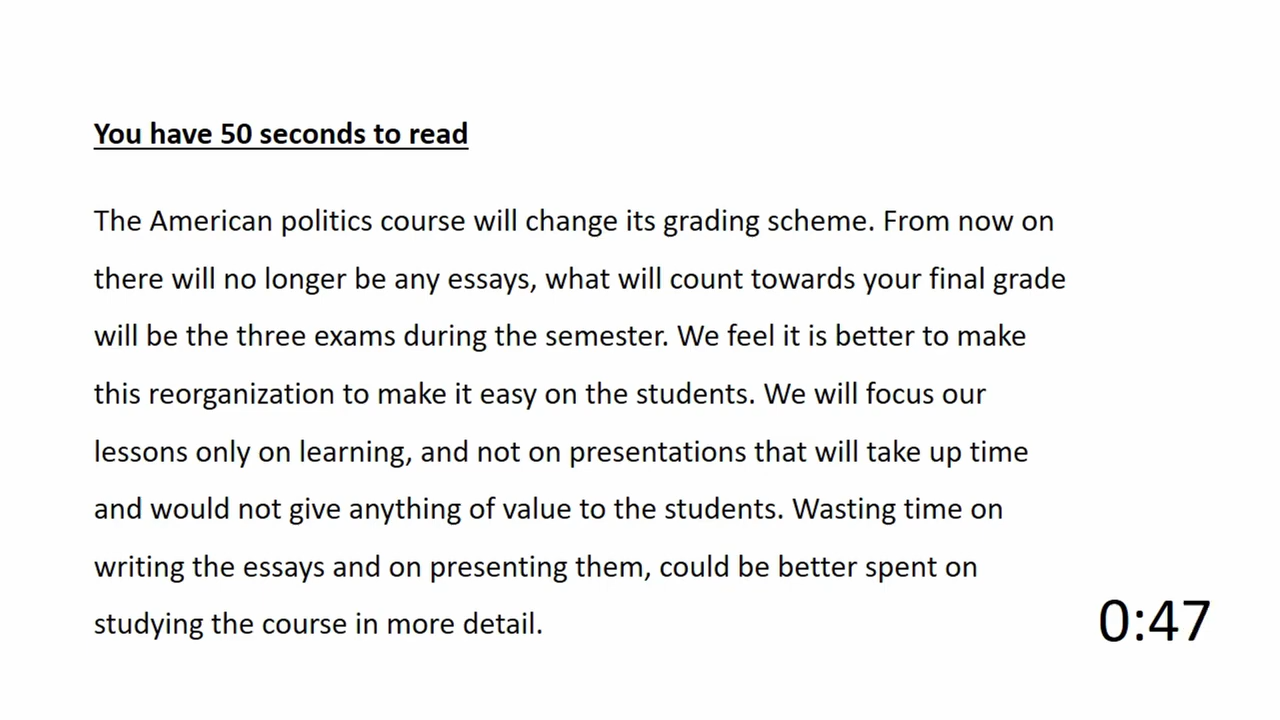 You have 50 seconds to read
The American politics course will change its grading scheme. From now on
there will no longer be any essays, what will count towards your final grade
will be the three exams during the semester. We feel it is better to make
this reorganization to make it easy on the students. We will focus our
lessons only on learning, and not on presentations that will take up time
and would not give anything of value to the students. Wasting time on
writing the essays and on presenting them, could be better spent on
studying the course in more detail.
0:47